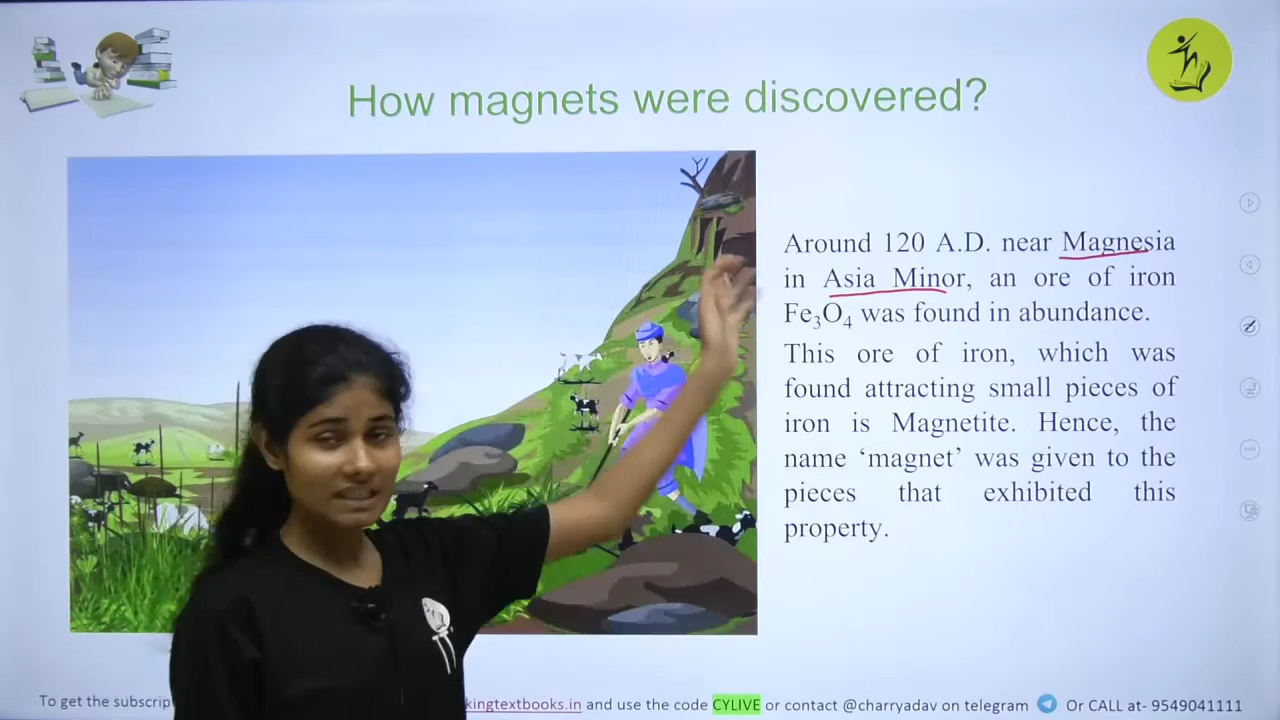 How magnets were discovered?
Around 120 A.D. near Magnesia
in Asia Minor, an ore of iron
Fe₃O₄ was found in abundance.
This ore of iron, which was
found attracting small pieces of
iron is Magnetite. Hence, the
name ‘magnet’ was given to the
pieces that exhibited this
property.
To get the subscrip kingtextbooks.in and use the code CYLIVE or contact @charryadav on telegram Or CALL at- 9549041111